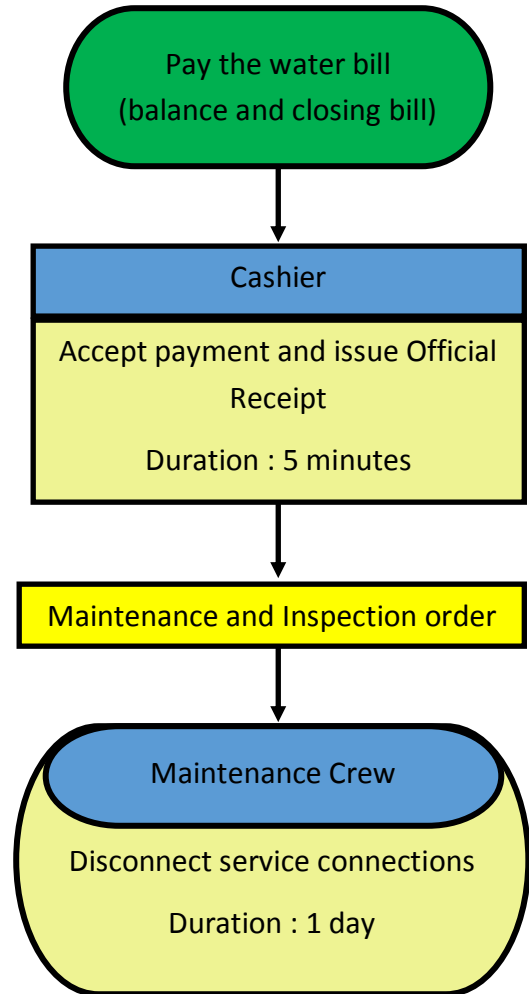 Pay the water bill
(balance and closing bill)
Cashier
Accept payment and issue Official
Receipt
Duration : 5 minutes
Maintenance and Inspection order
Maintenance Crew
Disconnect service connections
Duration : 1 day